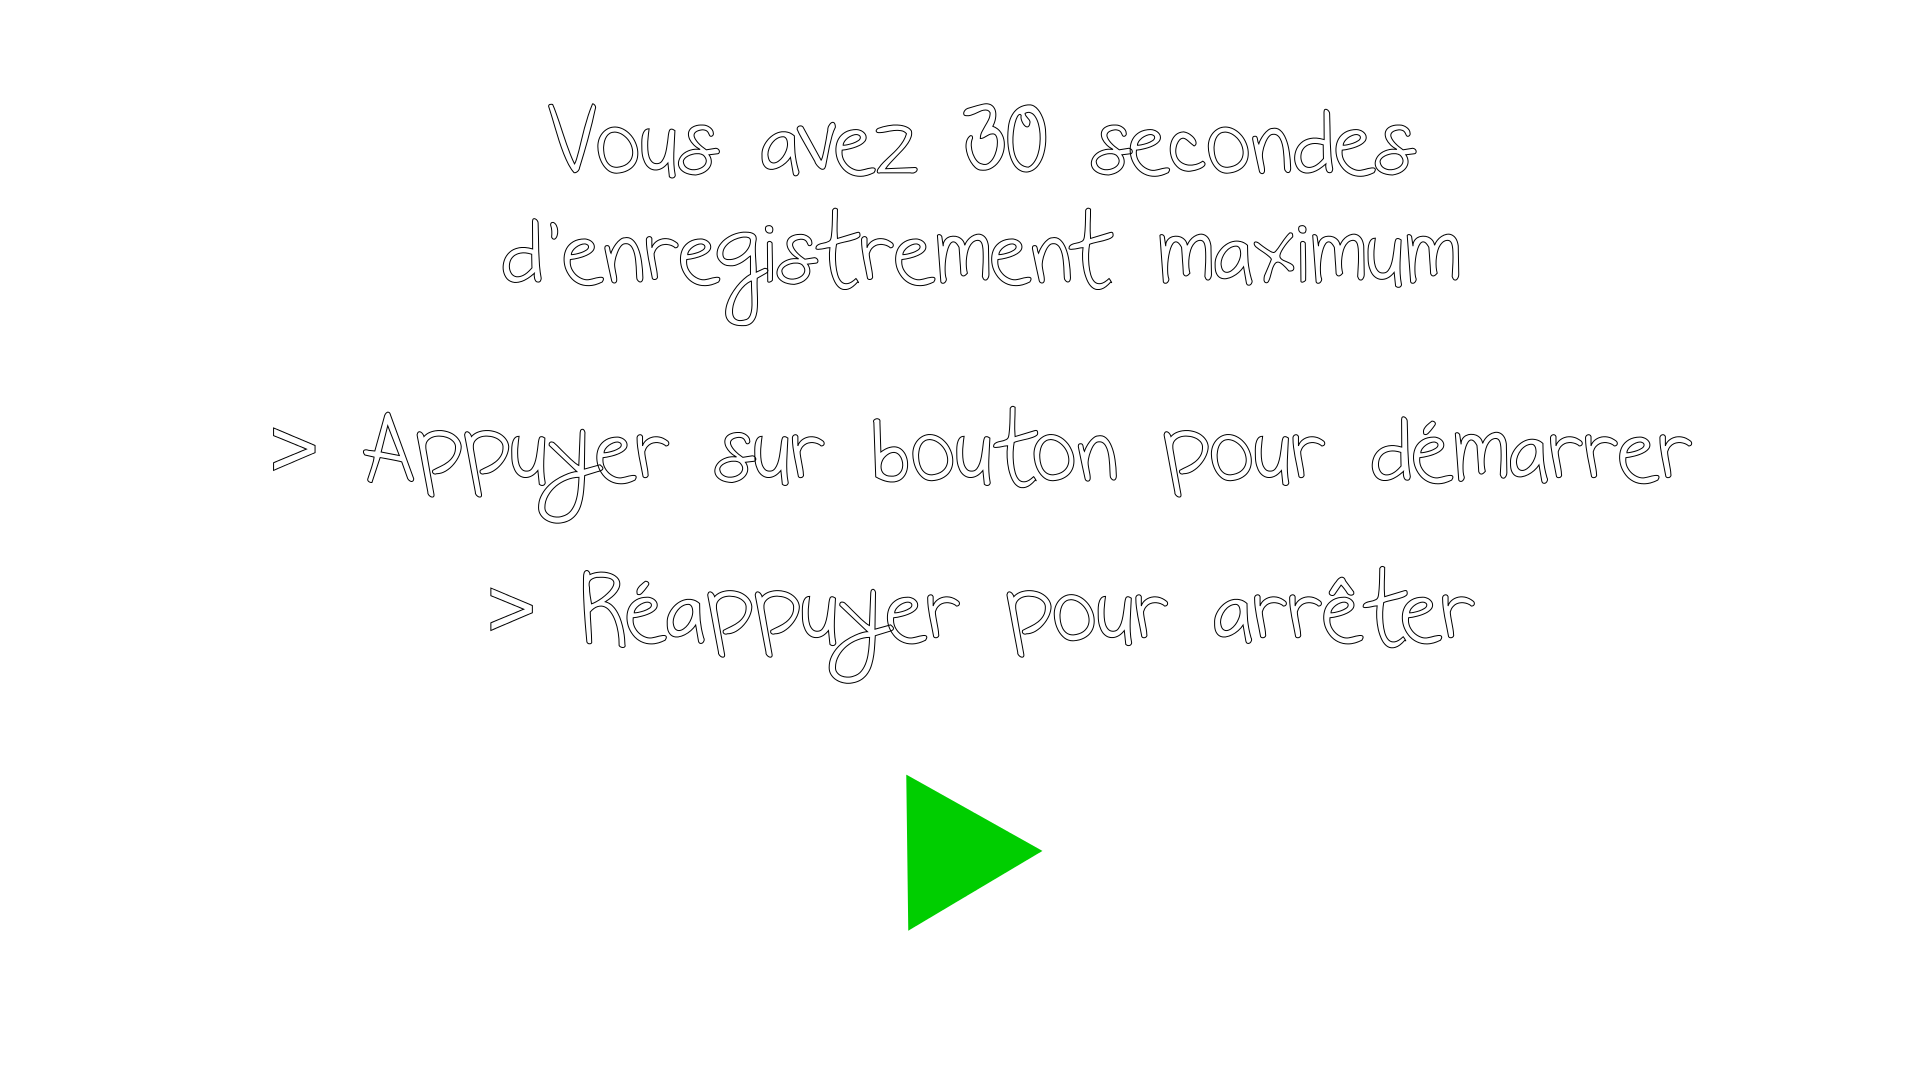 Vous avez 30 secondes
d'enregistrement maximum
> Appuyer sur bouton pour démarrer
> Réappuyer pour arrêter